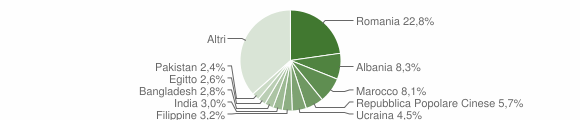 Romania 22,8%
Altri
Albania 8,3%
Pakistan 2,4%
Egitto 2,6%
Bangladesh 2,8%
Marocco 8,1%
India 3,0%
Repubblica Popolare Cinese 5,7%
Filippine 3,2%
Ucraina 4,5%